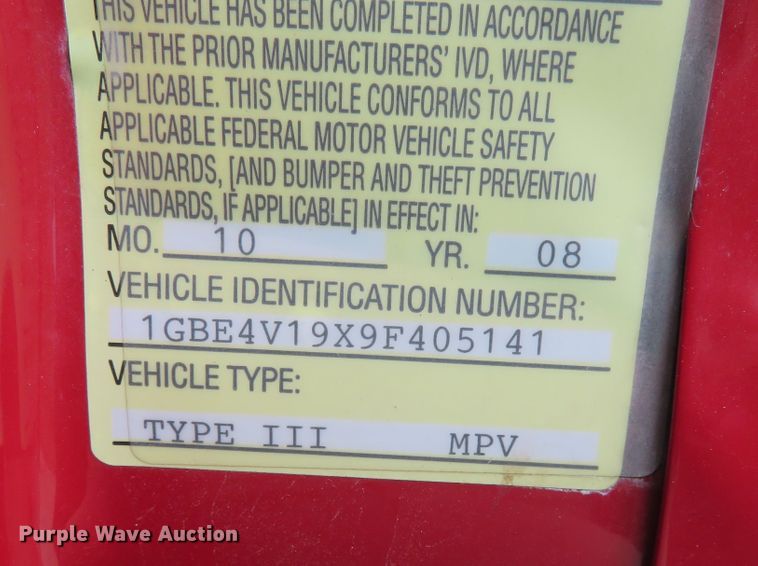 THIS VEHICLE HAS BEEN COMPLETED IN ACCORDANCE
WITH THE PRIOR MANUFACTURERS' IVD, WHERE
APPLICABLE. THIS VEHICLE CONFORMS TO ALL
APPLICABLE FEDERAL MOTOR VEHICLE SAFETY
STANDARDS, [AND BUMPER AND THEFT PREVENTION
STANDARDS, IF APPLICABLE] IN EFFECT IN:
MO. 10 YR. 08
VEHICLE IDENTIFICATION NUMBER:
1GBE4V19X9F405141
VEHICLE TYPE:
TYPE III MPV
Purple Wave Auction